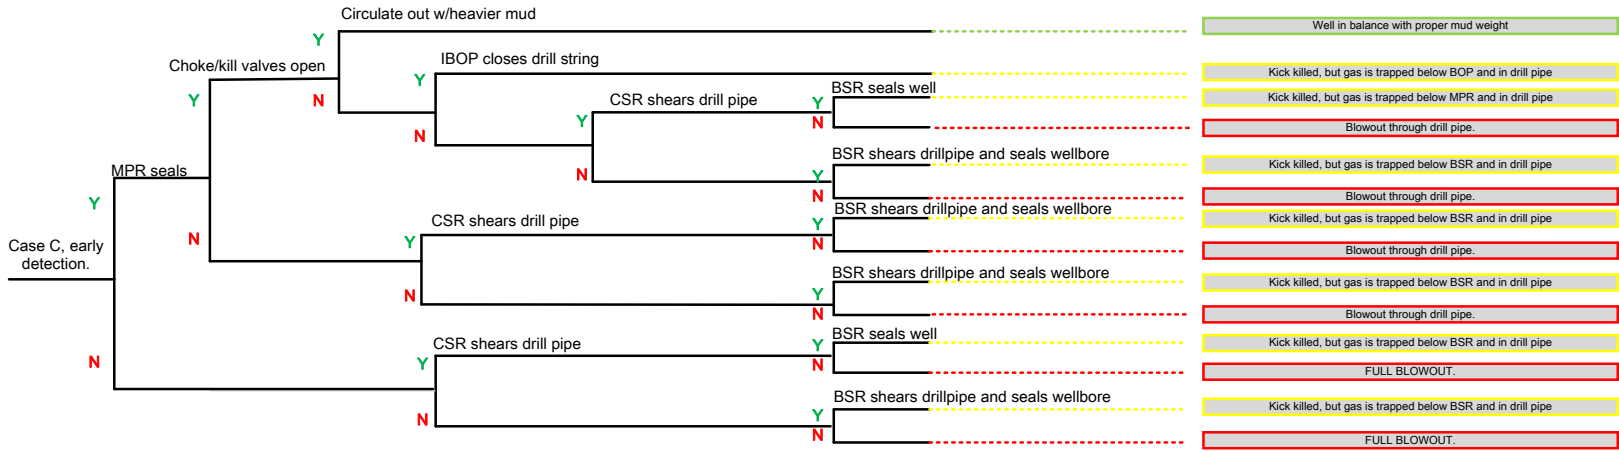 Circulate out w/heavier mud
Well in balance with proper mud weight
Y
Choke/kill valves open
IBOP closes drill string
Y
Kick killed, but gas is trapped below BOP and in drill pipe
Y
N
CSR shears drill pipe
BSR seals well
Y
Kick killed, but gas is trapped below MPR and in drill pipe
N
Y
N
Blowout through drill pipe.
MPR seals
N
BSR shears drillpipe and seals wellbore
Y
Kick killed, but gas is trapped below BSR and in drill pipe
N
Blowout through drill pipe.
Y
CSR shears drill pipe
BSR shears drillpipe and seals wellbore
Y
Kick killed, but gas is trapped below BSR and in drill pipe
N
Y
N
Blowout through drill pipe.
Case C, early
detection.
N
BSR shears drillpipe and seals wellbore
Y
Kick killed, but gas is trapped below BSR and in drill pipe
N
Blowout through drill pipe.
CSR shears drill pipe
BSR seals well
Y
Kick killed, but gas is trapped below BSR and in drill pipe
N
Y
N
FULL BLOWOUT.
N
BSR shears drillpipe and seals wellbore
Y
Kick killed, but gas is trapped below BSR and in drill pipe
N
FULL BLOWOUT.